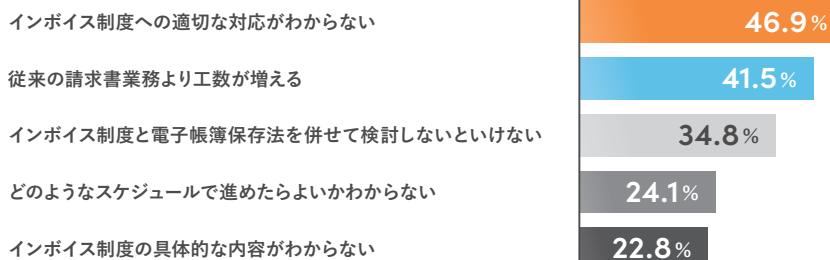 インボイス制度への適切な対応がわからない 46.9%
従来の請求書業務より工数が増える 41.5%
インボイス制度と電子帳簿保存法を併せて検討しないといけない 34.8%
どのようなスケジュールで進めたらよいかわからない 24.1%
インボイス制度の具体的な内容がわからない 22.8%